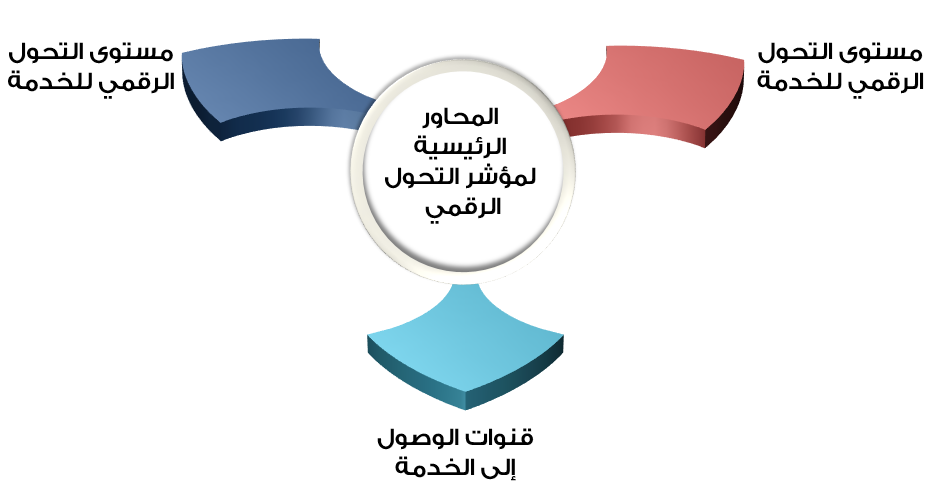 مستوى التحول
الرقمي للخدمة
مستوى التحول
الرقمي للخدمة
المحاور
الرئيسية
لمؤشر التحول
الرقمي
قنوات الوصول
إلى الخدمة